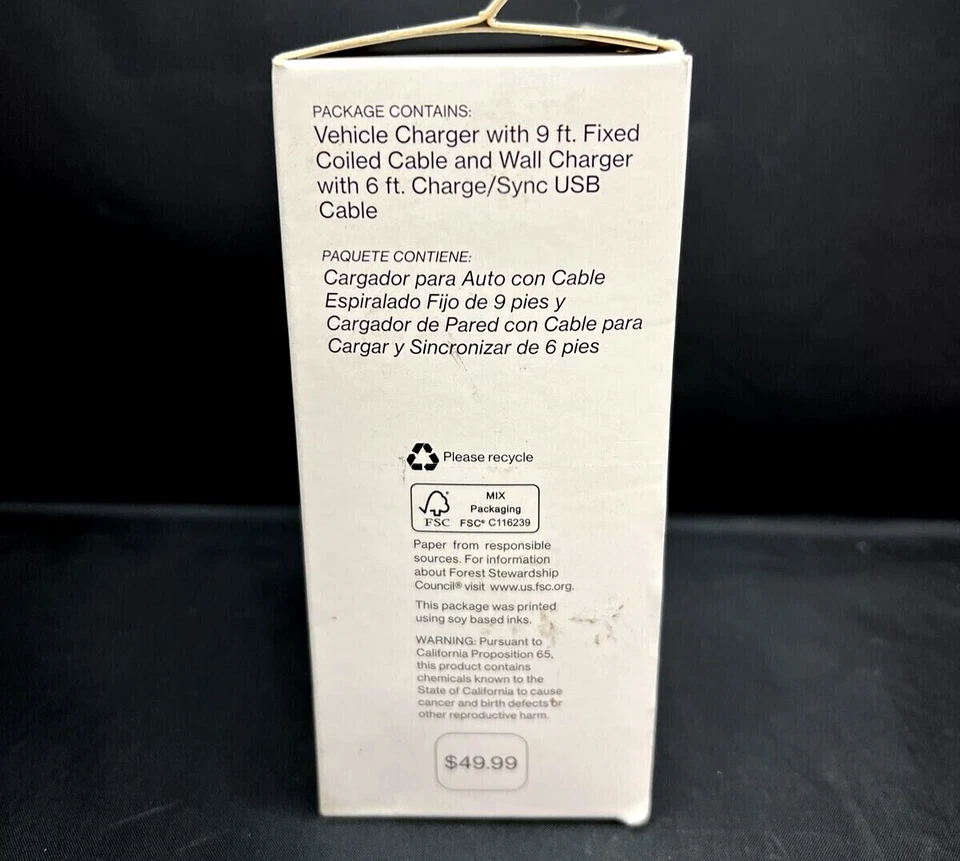 PACKAGE CONTAINS:
Vehicle Charger with 9 ft. Fixed
Coiled Cable and Wall Charger
with 6 ft. Charge/Sync USB
Cable
PAQUETE CONTIENE:
Cargador para Auto con Cable
Espiralado Fijo de 9 pies y
Cargador de Pared con Cable para
Cargar y Sincronizar de 6 pies
Please recycle
MIX
Packaging
FSC FSC® C116239
Paper from responsible
sources. For information
about Forest Stewardship
Council® visit www.us.fsc.org.
This package was printed
using soy based inks.
WARNING: Pursuant to
California Proposition 65,
this product contains
chemicals known to the
State of California to cause
cancer and birth defects or
other reproductive harm.
$49.99